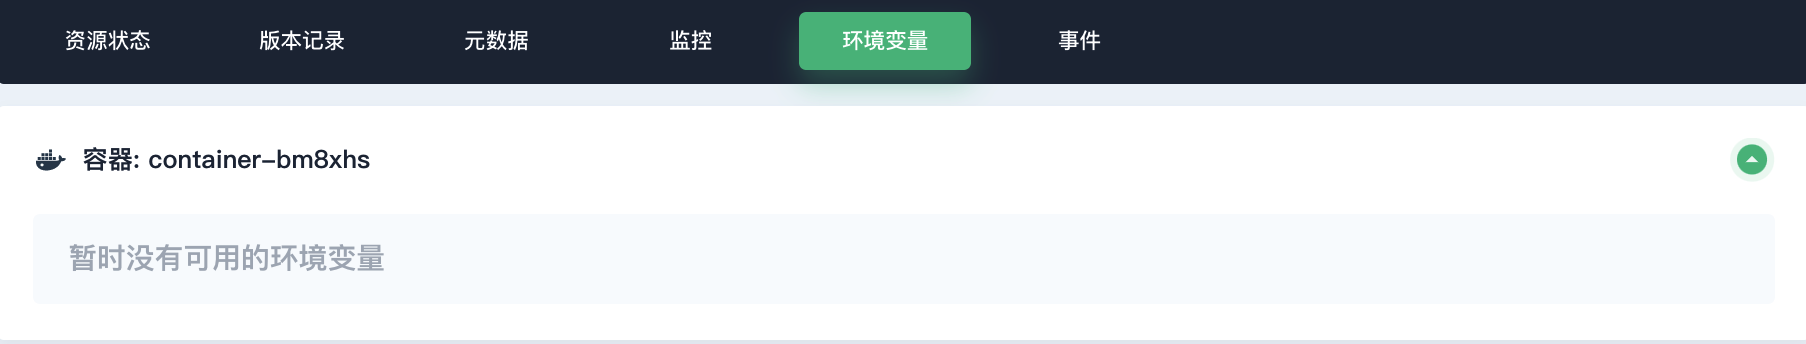 资源状态 版本记录 元数据 监控 环境变量 事件
容器: container-bm8xhs
暂时没有可用的环境变量